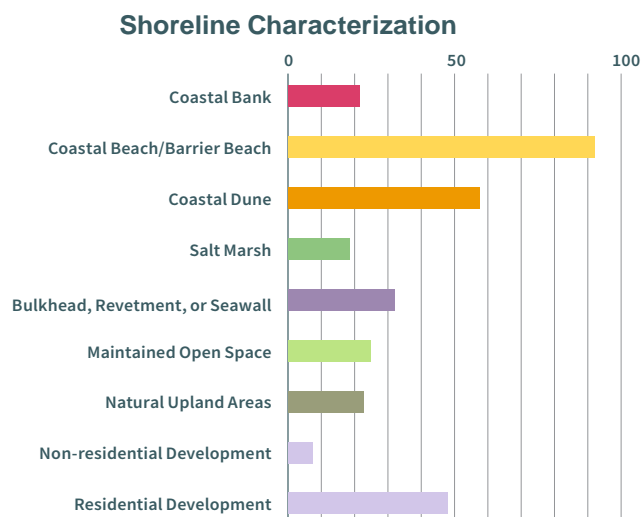 Shoreline Characterization
0 50 100
Coastal Bank
Coastal Beach/Barrier Beach
Coastal Dune
Salt Marsh
Bulkhead, Revetment, or Seawall
Maintained Open Space
Natural Upland Areas
Non-residential Development
Residential Development